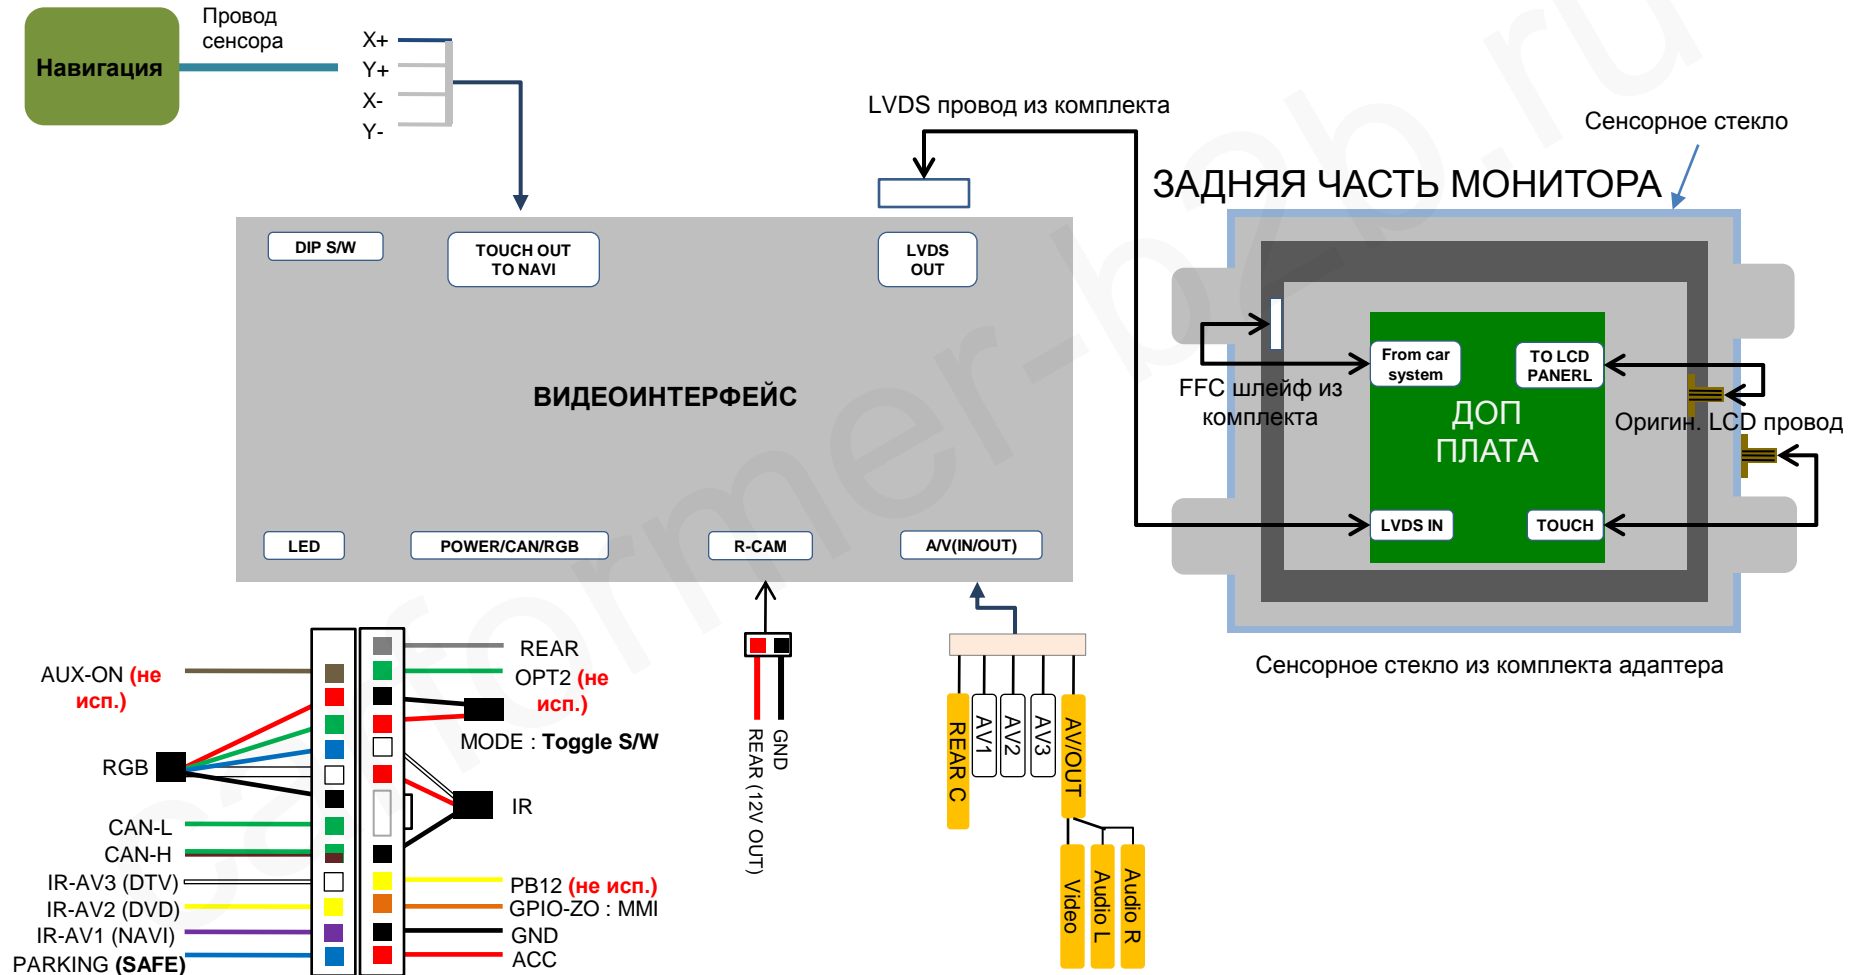 Навигация
Провод
сенсора
X+
Y+
X-
Y-
LVDS провод из комплекта
Сенсорное стекло
ЗАДНЯЯ ЧАСТЬ МОНИТОРА
DIP S/W
TOUCH OUT
TO NAVI
LVDS
OUT
ВИДЕОИНТЕРФЕЙС
From car
system
TO LCD
PANERL
FFC шлейф из
комплекта
ДОП
ПЛАТА
Оригин. LCD провод
LVDS IN
TOUCH
LED
POWER/CAN/RGB
R-CAM
A/V(IN/OUT)
Сенсорное стекло из комплекта адаптера
AUX-ON (не
исп.)
RGB
CAN-L
CAN-H
IR-AV3 (DTV)
IR-AV2 (DVD)
IR-AV1 (NAVI)
PARKING (SAFE)
REAR
OPT2 (не
исп.)
MODE : Toggle S/W
IR
PB12 (не исп.)
GPIO-ZO : MMI
GND
ACC
REAR (12V OUT)
GND
REAR C
AV1
AV2
AV3
AV/OUT
Video
Audio L
Audio R
carformer-b2b.ru